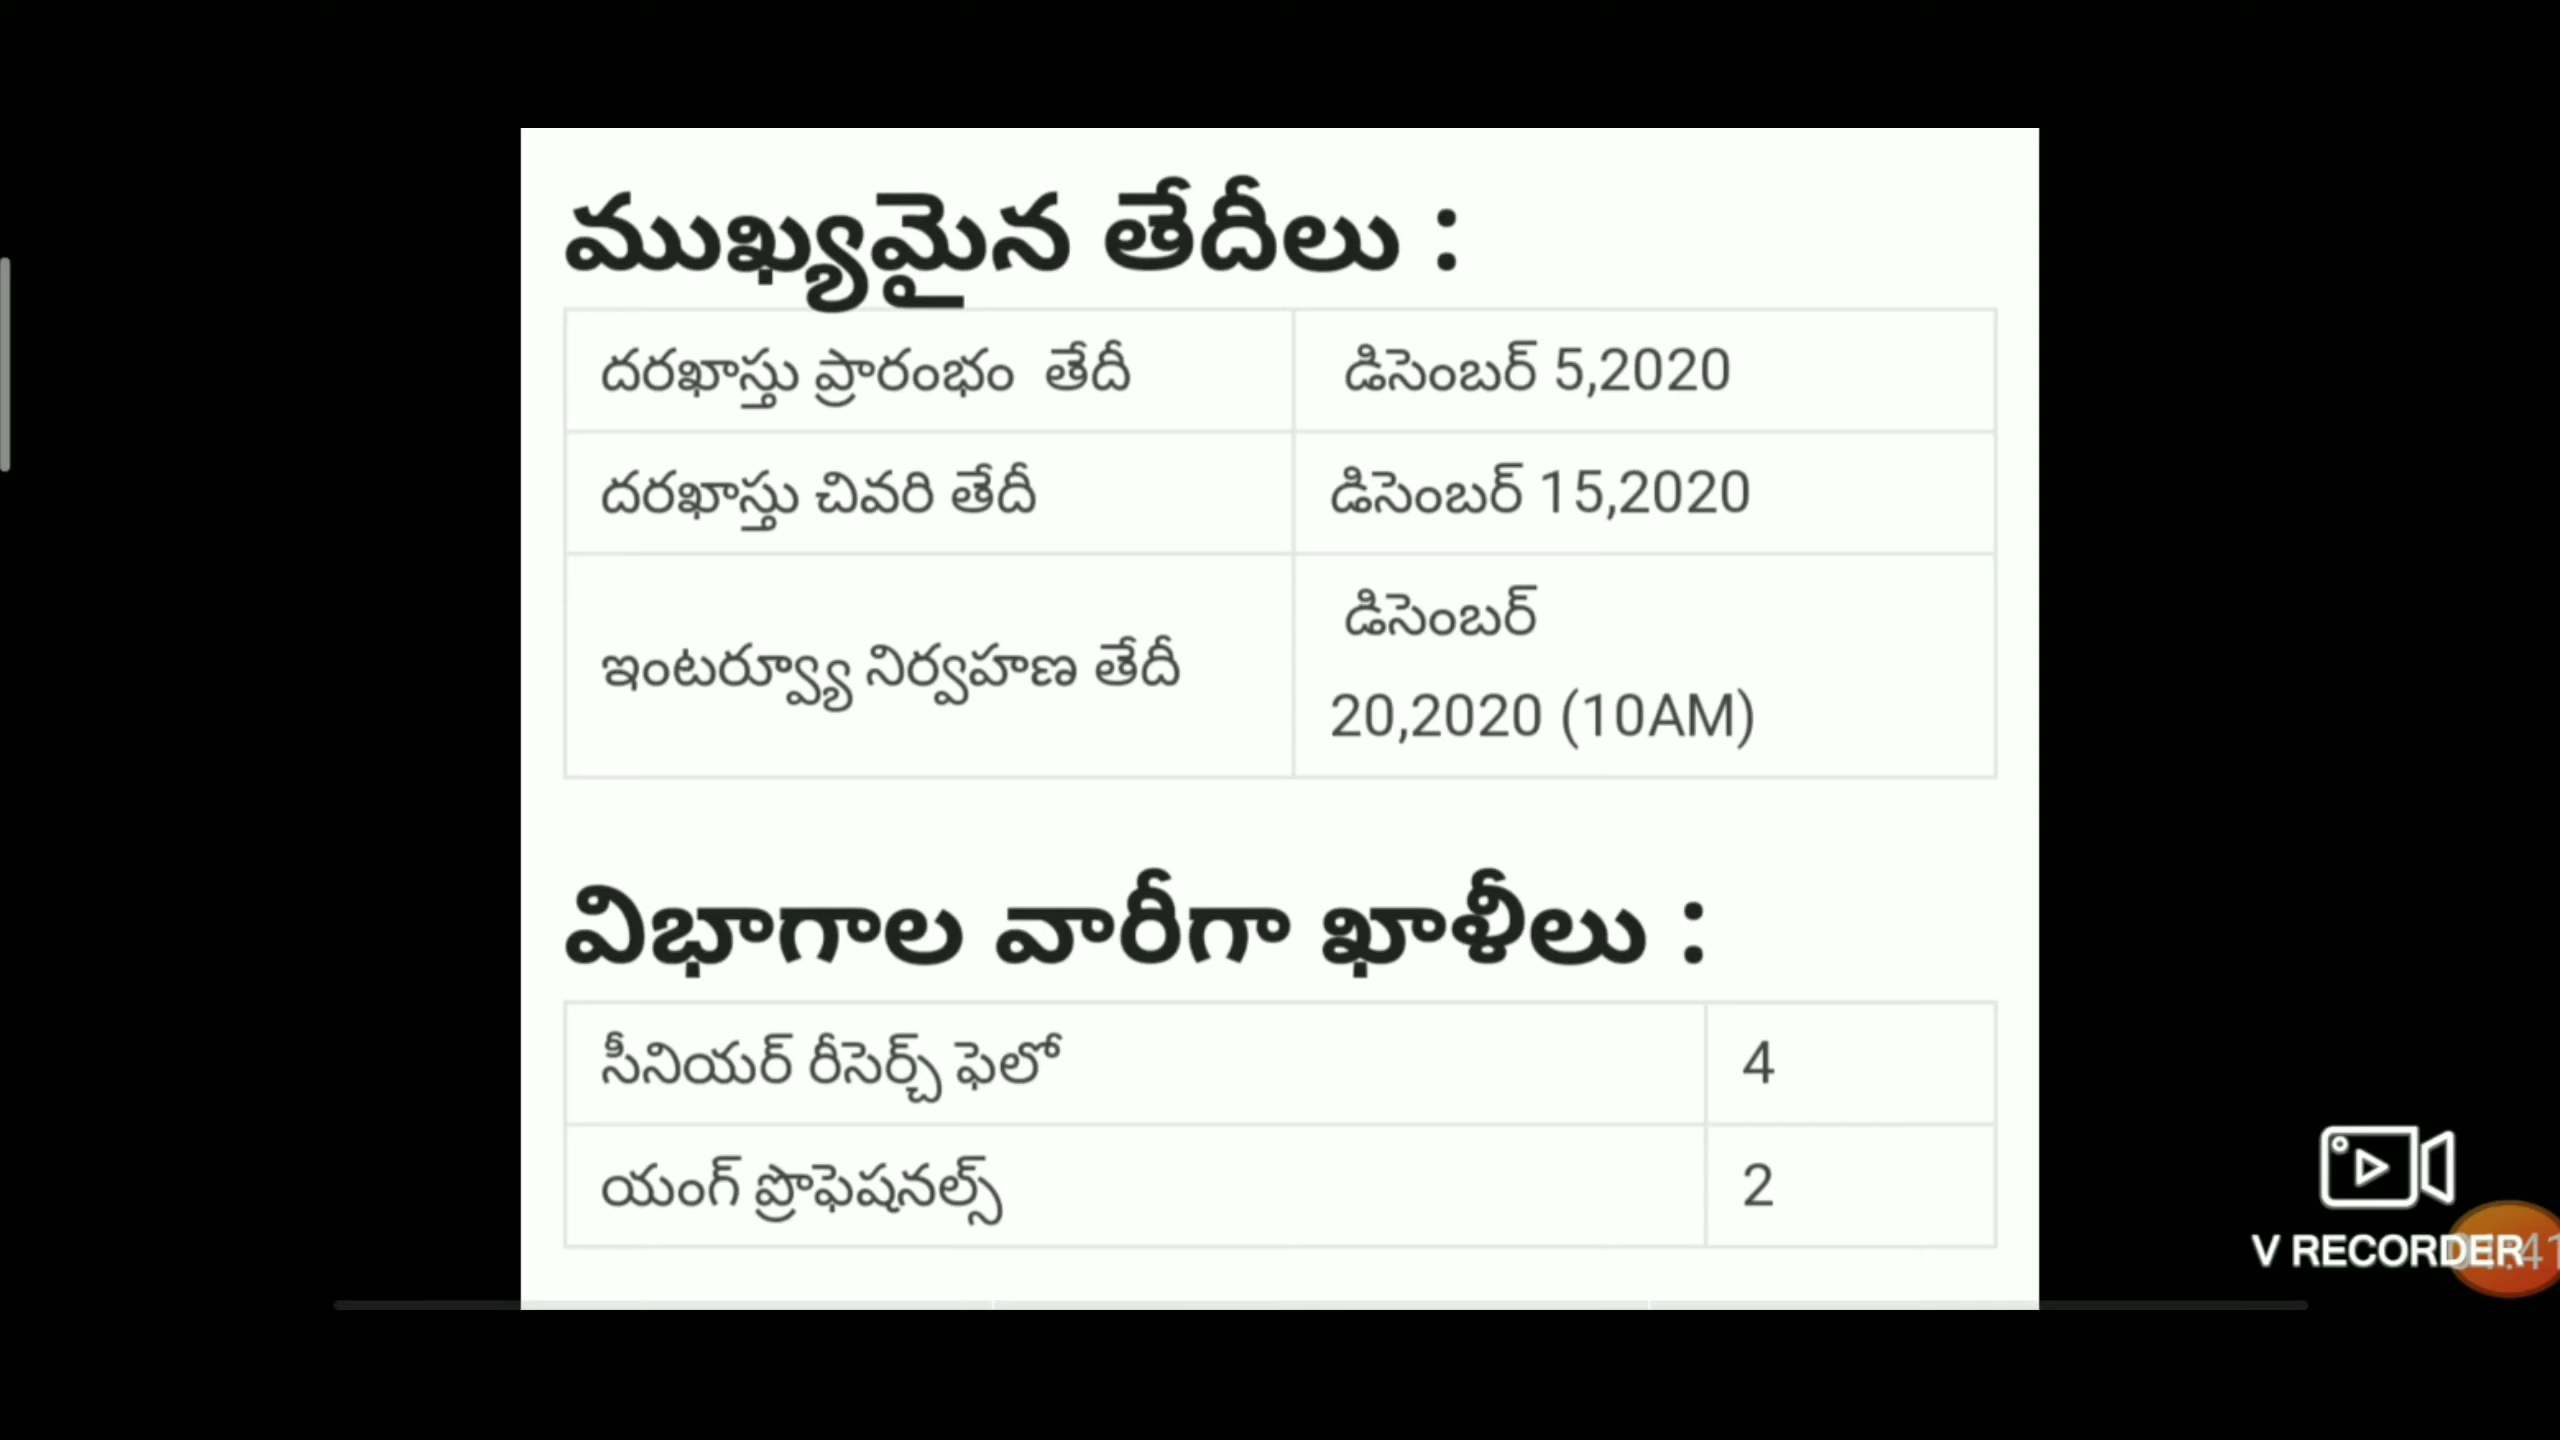 ముఖ్యమైన తేదీలు :
దరఖాస్తు ప్రారంభం తేదీ డిసెంబర్ 5,2020
దరఖాస్తు చివరి తేదీ డిసెంబర్ 15,2020
ఇంటర్వ్యూ నిర్వహణ తేదీ డిసెంబర్
20,2020 (10AM)
విభాగాల వారీగా ఖాళీలు :
సీనియర్ రీసెర్చ్ ఫెలో 4
యంగ్ ప్రొఫెషనల్స్ 2
V RECORDER